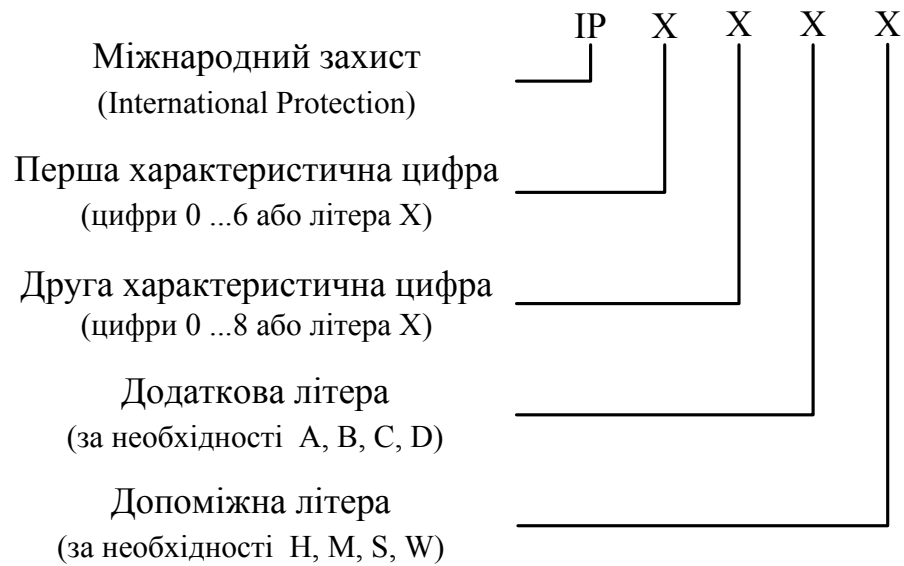 IP X X X X
Міжнародний захист
(International Protection)
Перша характеристична цифра
(цифри 0 ...6 або літера X)
Друга характеристична цифра
(цифри 0 ...8 або літера X)
Додаткова літера
(за необхідності A, B, C, D)
Допоміжна літера
(за необхідності H, M, S, W)